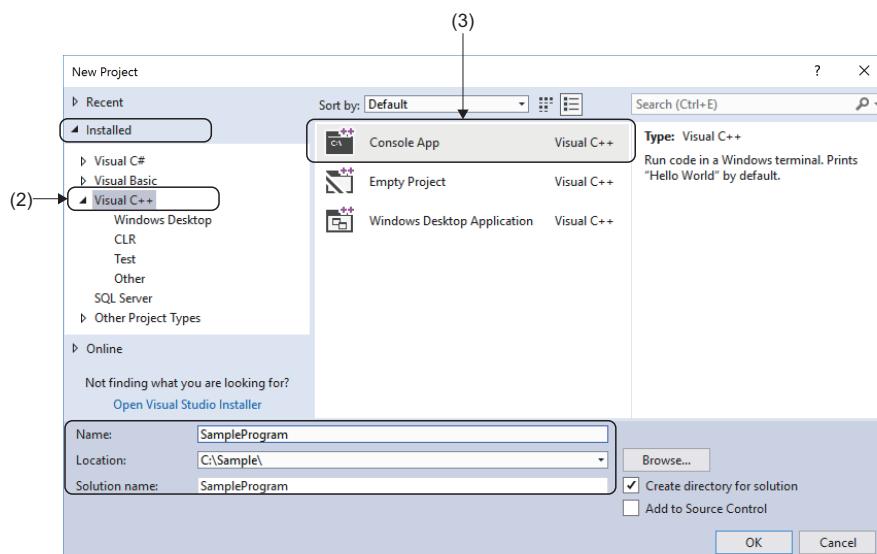 (3)
New Project
?
Recent
Installed
Visual C#
Visual Basic
(2)
Visual C++
Windows Desktop
CLR
Test
Other
SQL Server
Other Project Types
Online
Not finding what you are looking for?
Open Visual Studio Installer
Sort by: Default
Console App Visual C++
Empty Project Visual C++
Windows Desktop Application Visual C++
Search (Ctrl+E)
Type: Visual C++
Run code in a Windows terminal. Prints
"Hello World" by default.
Name: SampleProgram
Location: C:\Sample\
Solution name: SampleProgram
Browse...
Create directory for solution
Add to Source Control
OK Cancel